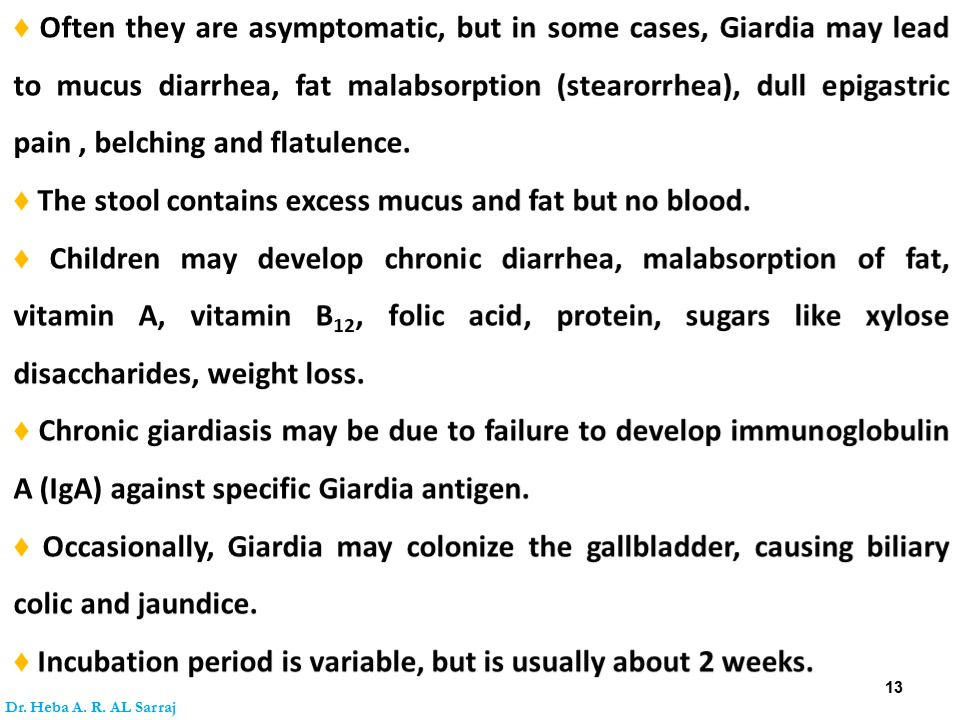 ♦ Often they are asymptomatic, but in some cases, Giardia may lead
to mucus diarrhea, fat malabsorption (stearorrhea), dull epigastric
pain , belching and flatulence.
♦ The stool contains excess mucus and fat but no blood.
♦ Children may develop chronic diarrhea, malabsorption of fat,
vitamin A, vitamin B₁₂, folic acid, protein, sugars like xylose
disaccharides, weight loss.
♦ Chronic giardiasis may be due to failure to develop immunoglobulin
A (IgA) against specific Giardia antigen.
♦ Occasionally, Giardia may colonize the gallbladder, causing biliary
colic and jaundice.
♦ Incubation period is variable, but is usually about 2 weeks.
13
Dr. Heba A. R. AL Sarraj